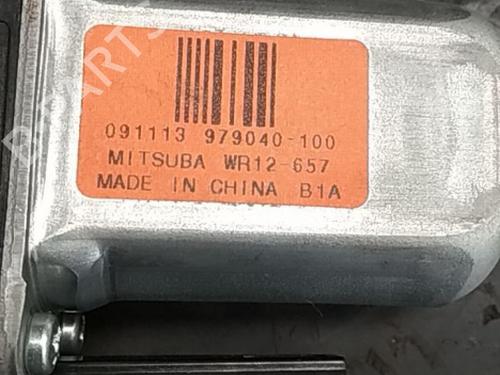 091113 979040-100
MITSUBA WR12-657
MADE IN CHINA B1A